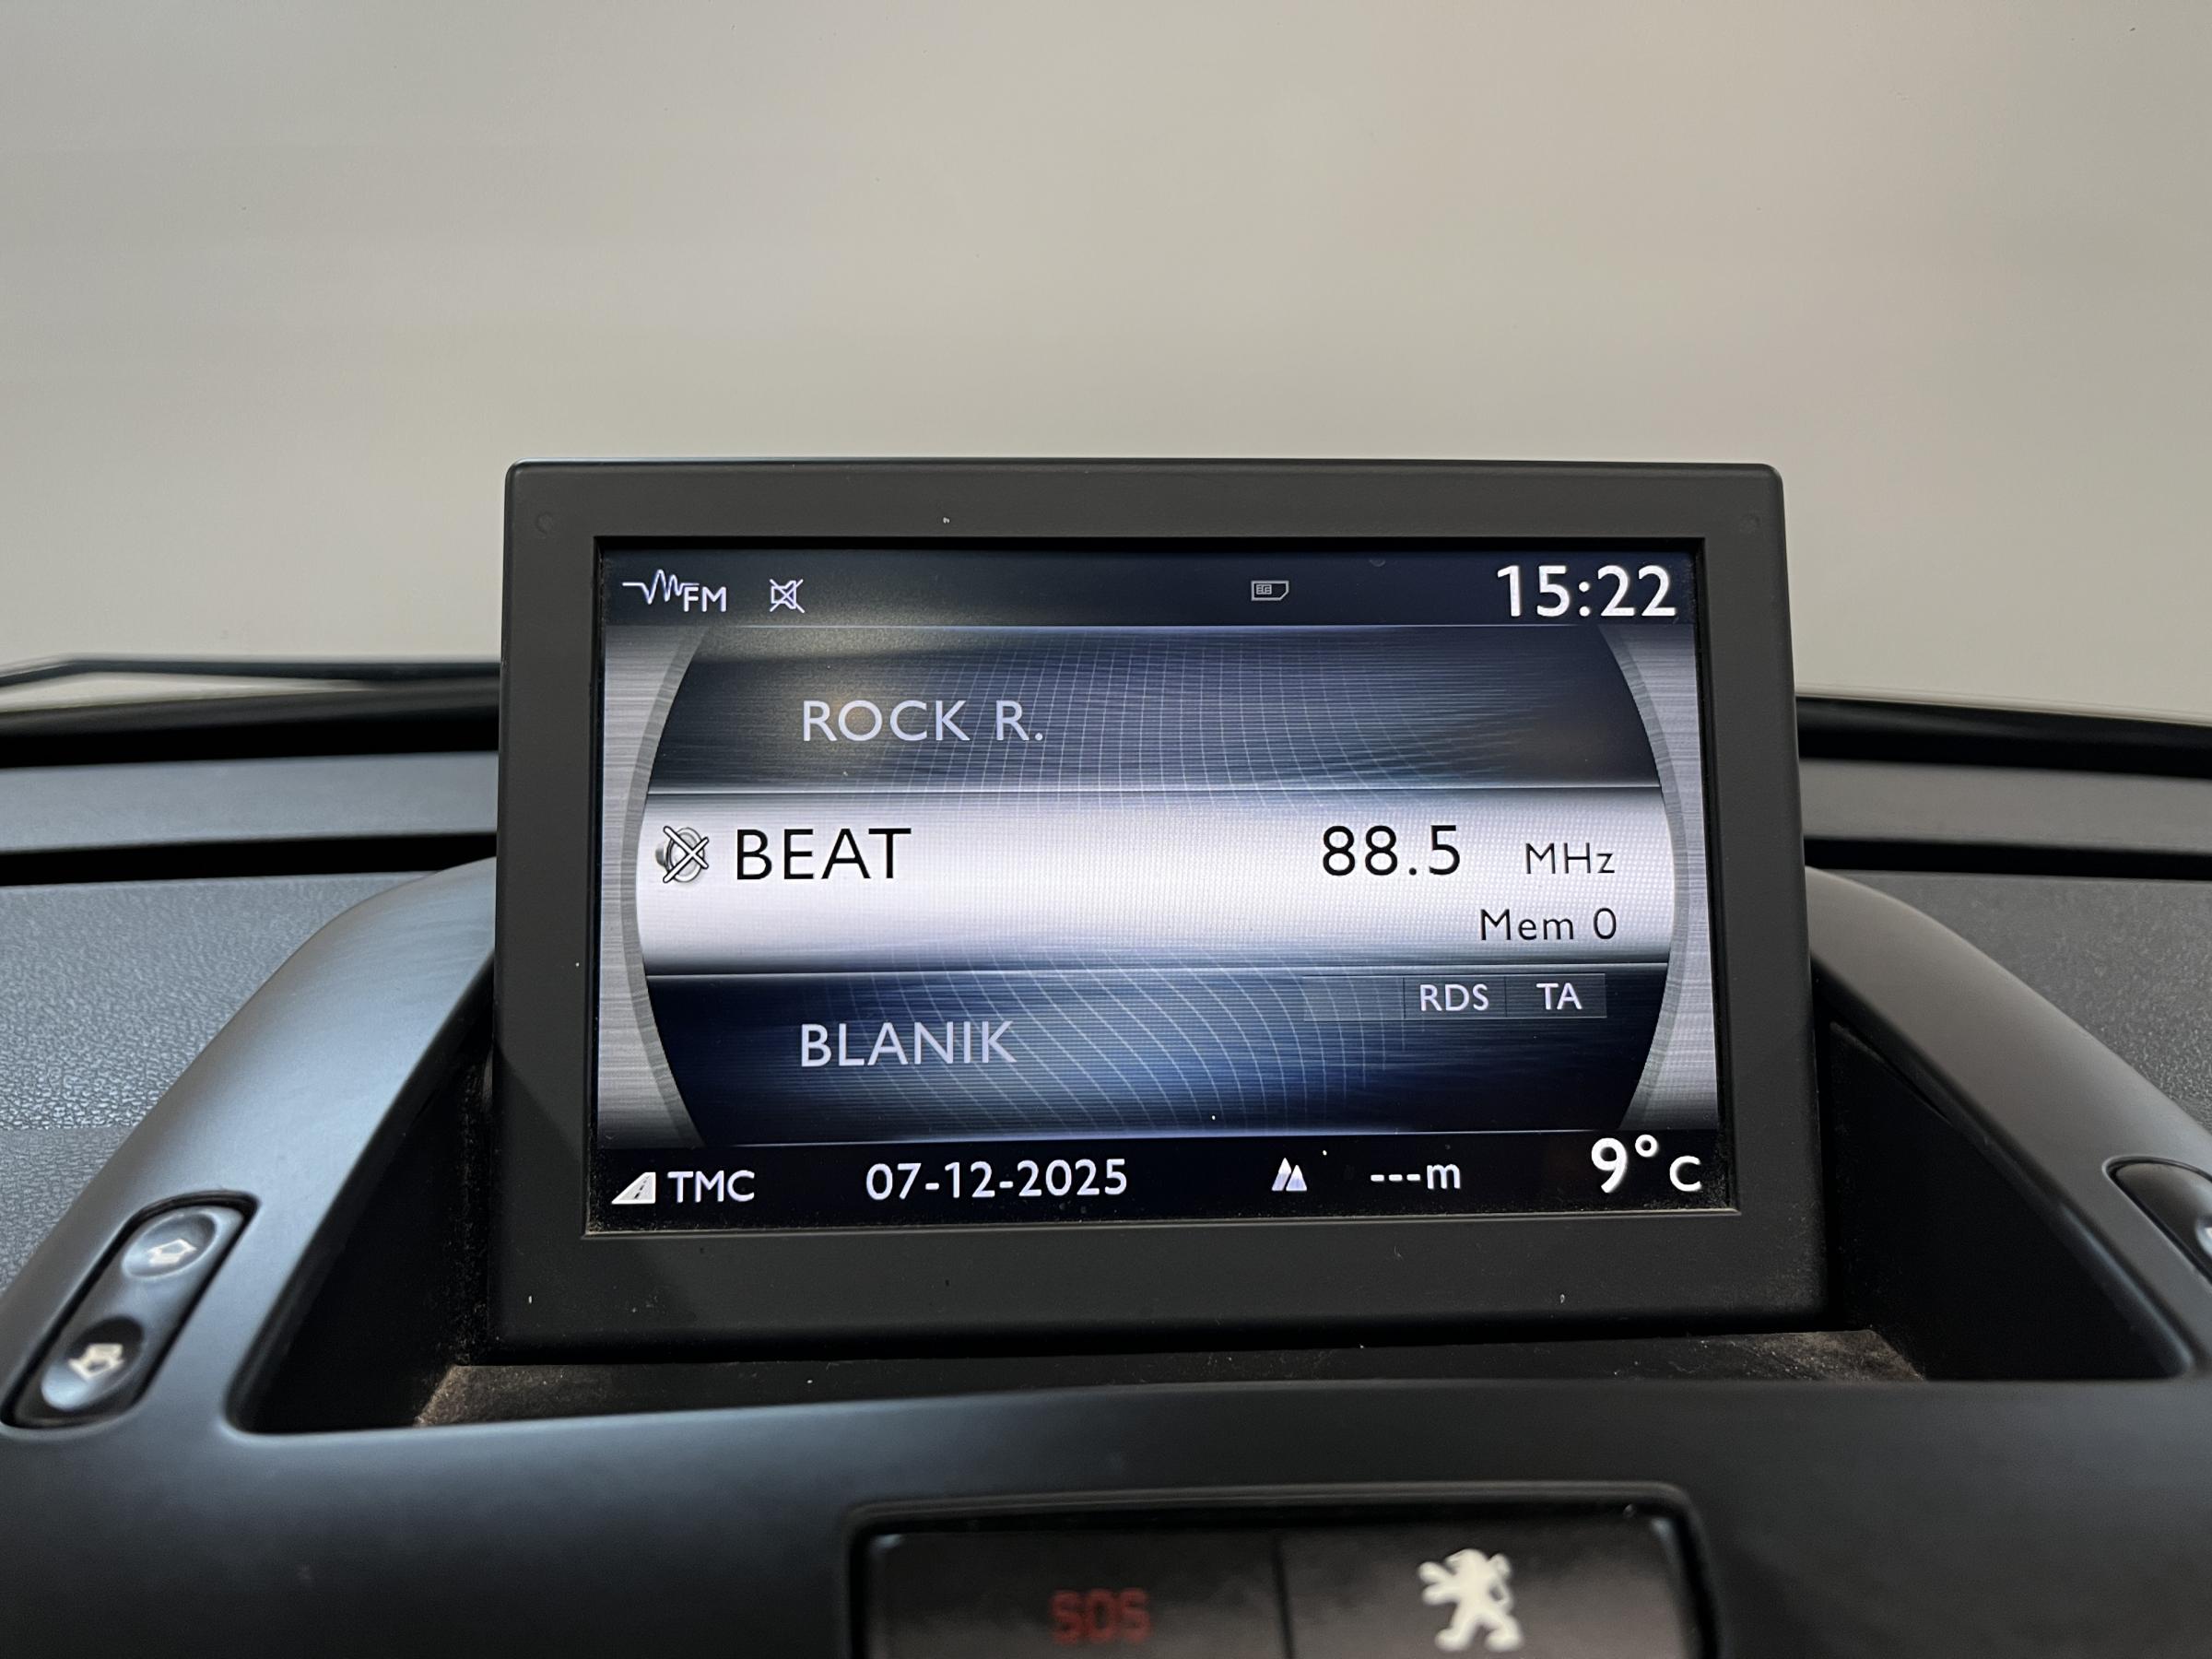 FM 15:22
ROCK R.
BEAT 88.5 MHz
Mem 0
RDS TA
BLANIK
TMC 07-12-2025 ---m 9°C
SOS